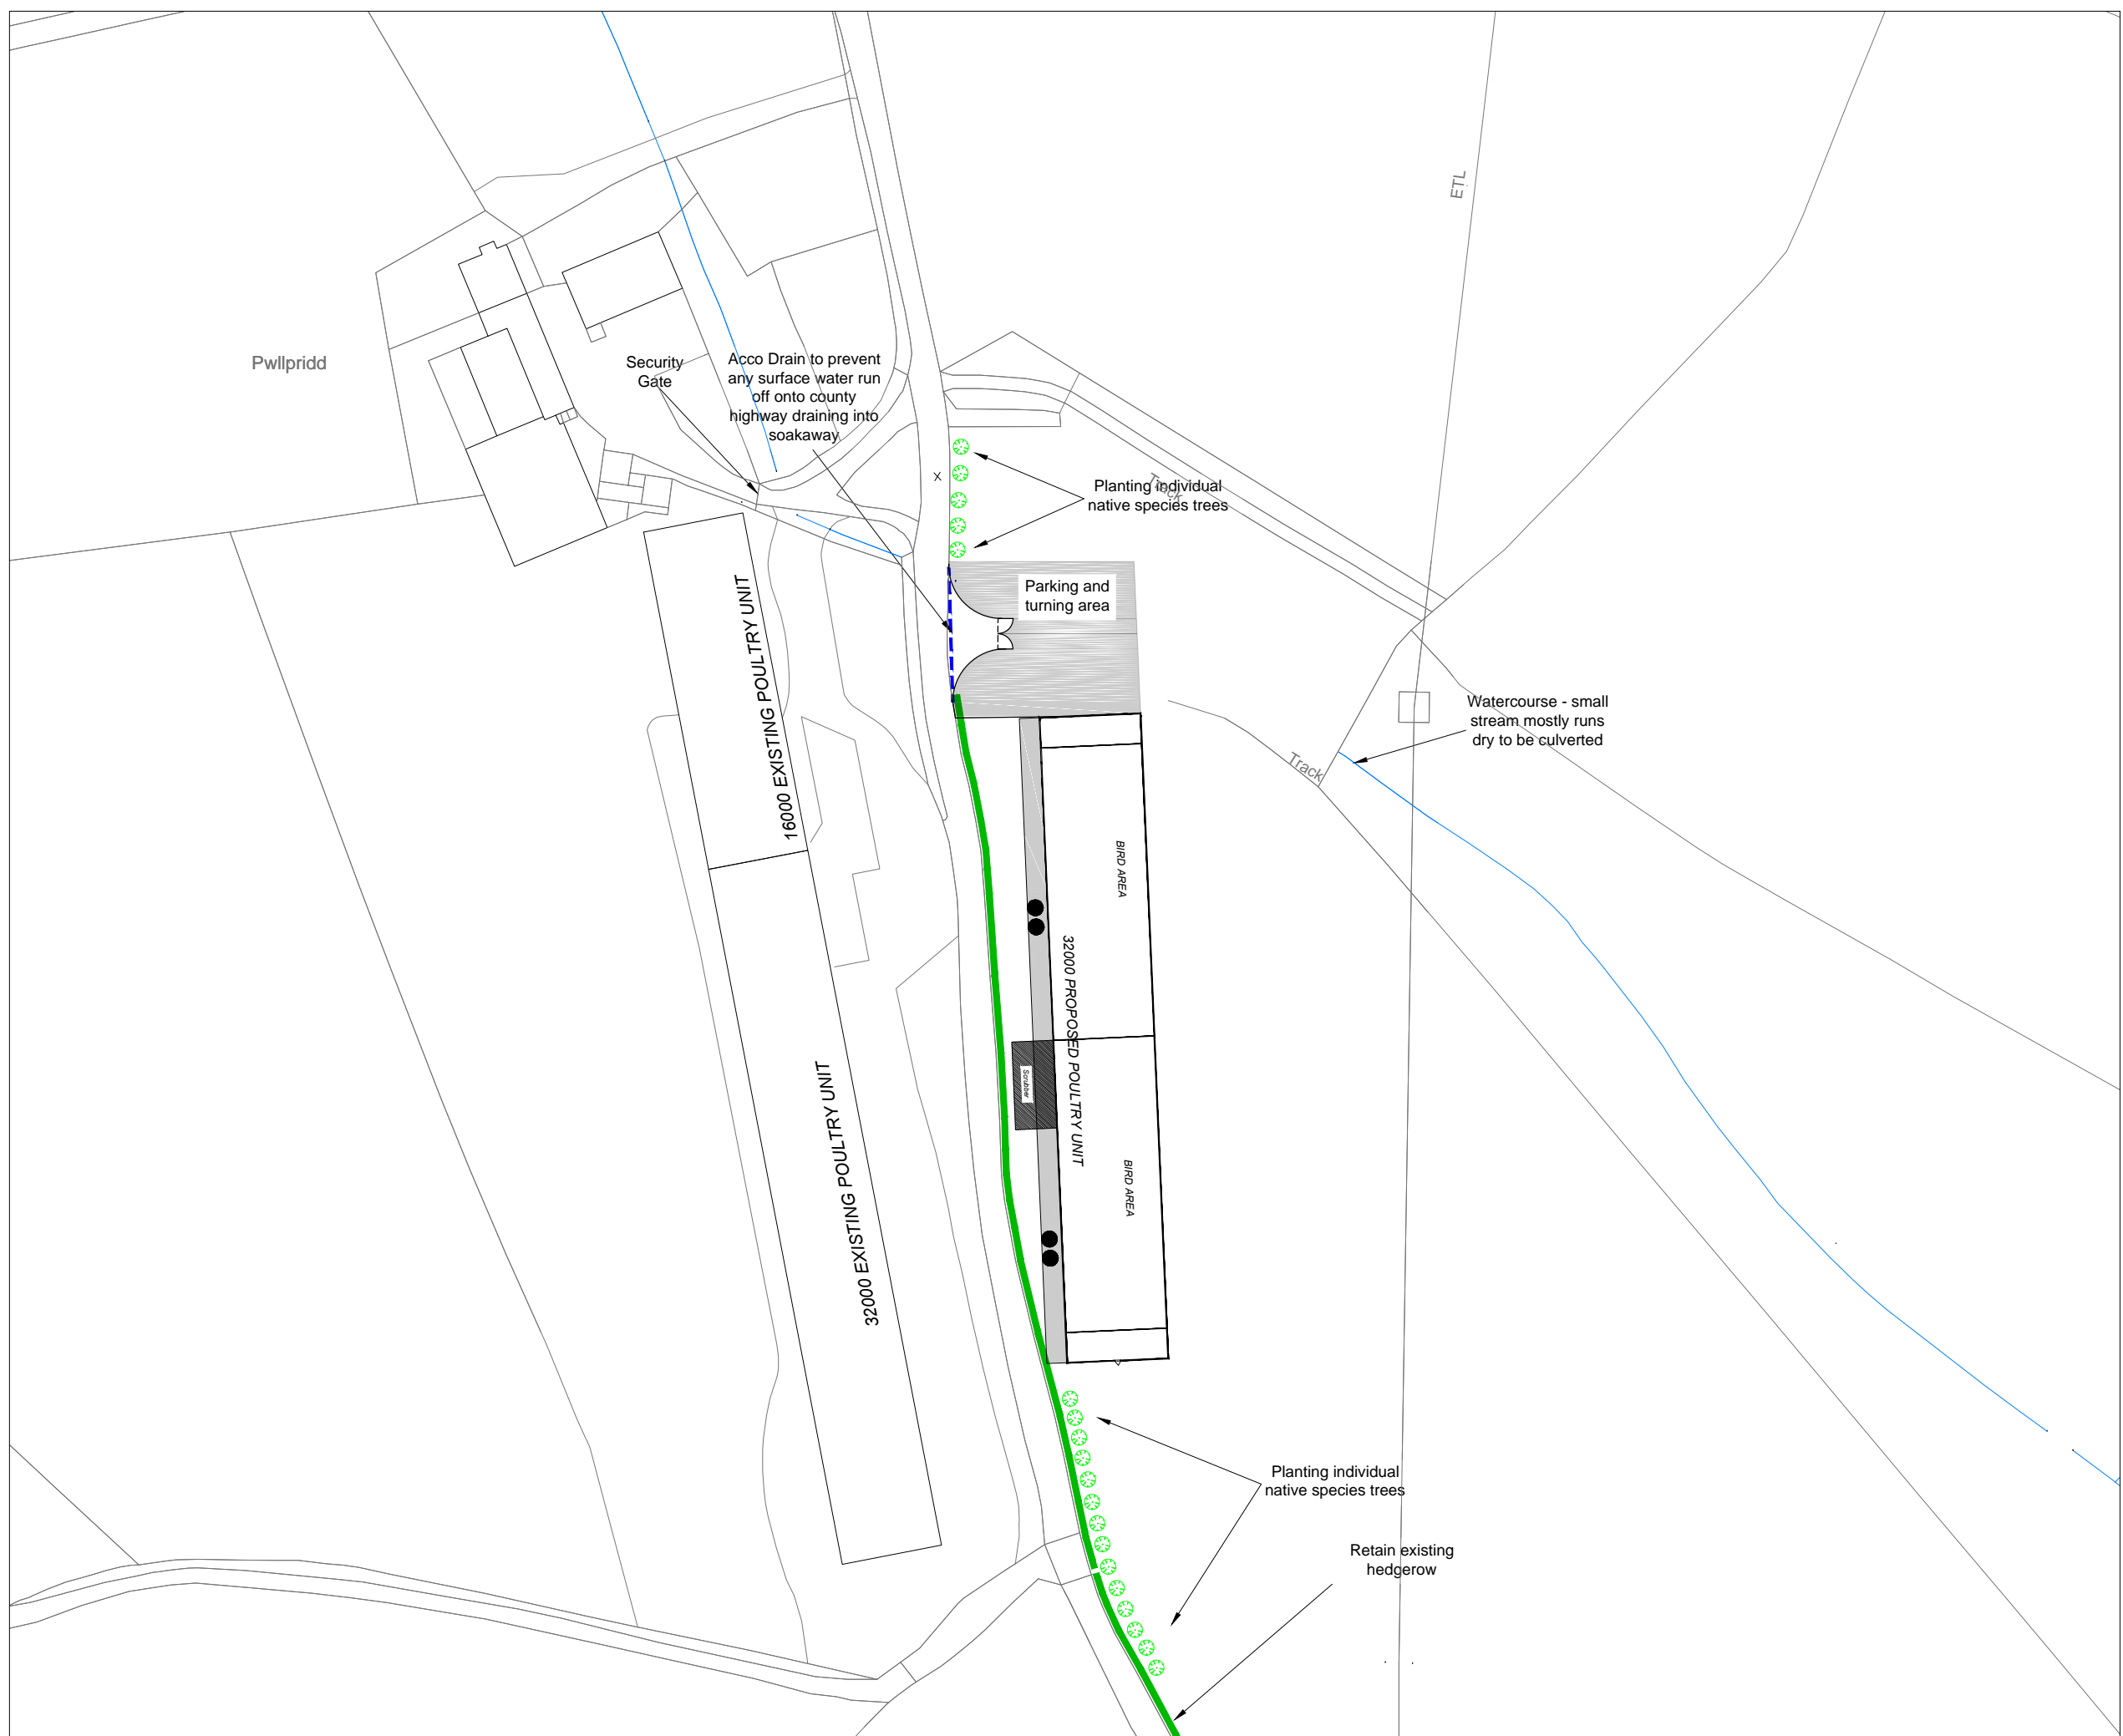 ETL
Pwllpridd
Security
Gate
Acco Drain to prevent
any surface water run
off onto county
highway draining into
soakaway
Planting individual
native species trees
Track
Parking and
turning area
16000 EXISTING POULTRY UNIT
Watercourse - small
stream mostly runs
dry to be culverted
Track
BIRD AREA
32000 PROPOSED POULTRY UNIT
Scrubber
32000 EXISTING POULTRY UNIT
BIRD AREA
Planting individual
native species trees
Retain existing
hedgerow